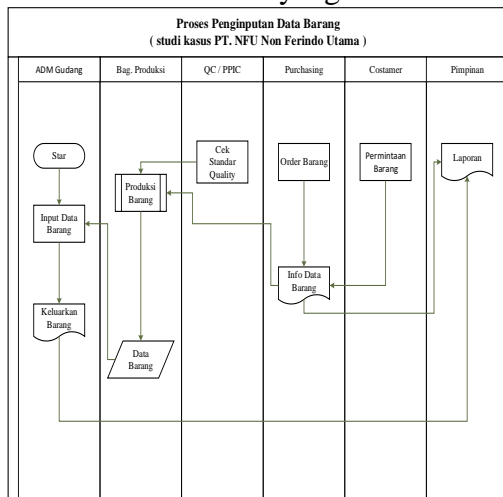 Proses Penginputan Data Barang
( studi kasus PT. NFU Non Ferindo Utama )
ADM Gudang
Bag. Produksi
QC / PPIC
Purchasing
Costamer
Pimpinan
Star
Cek
Standar
Quality
Order Barang
Permintaan
Barang
Laporan
Produksi
Barang
Input Data
Barang
Info Data
Barang
Keluarkan
Barang
Data
Barang